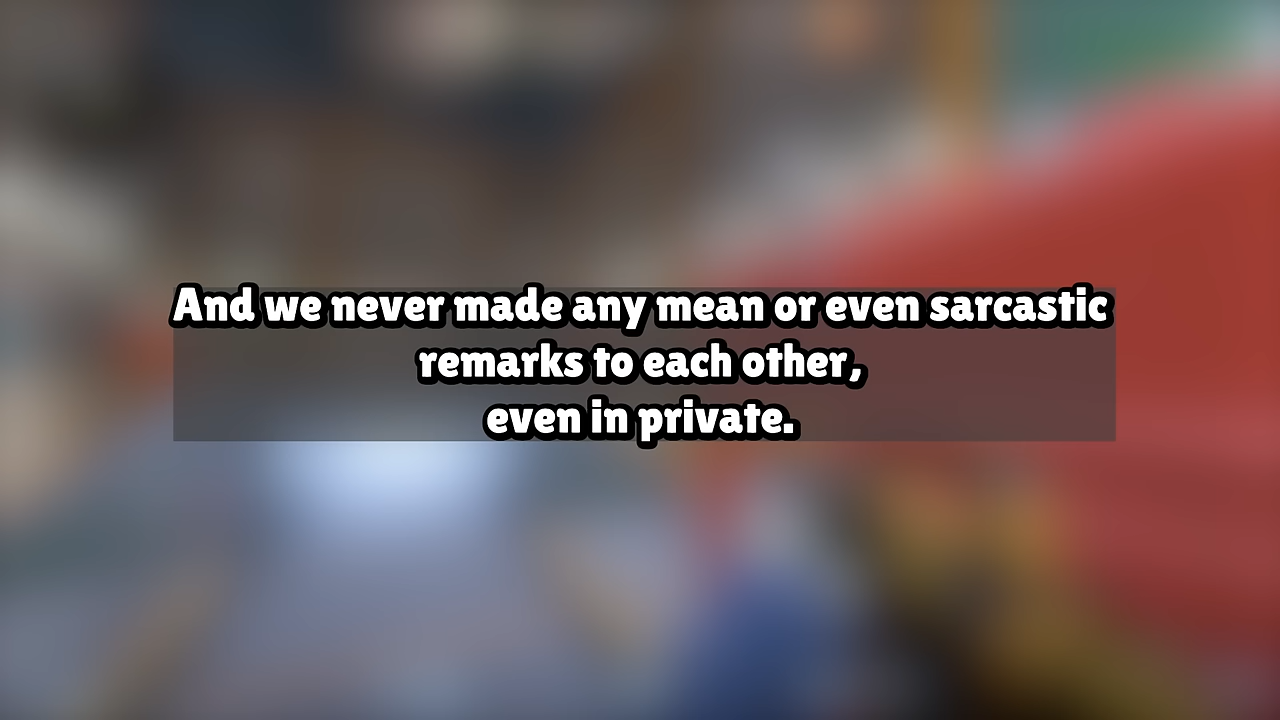 And we never made any mean or even sarcastic
remarks to each other,
even in private.